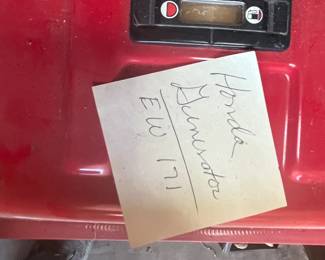 Honda
Generator
EW 171